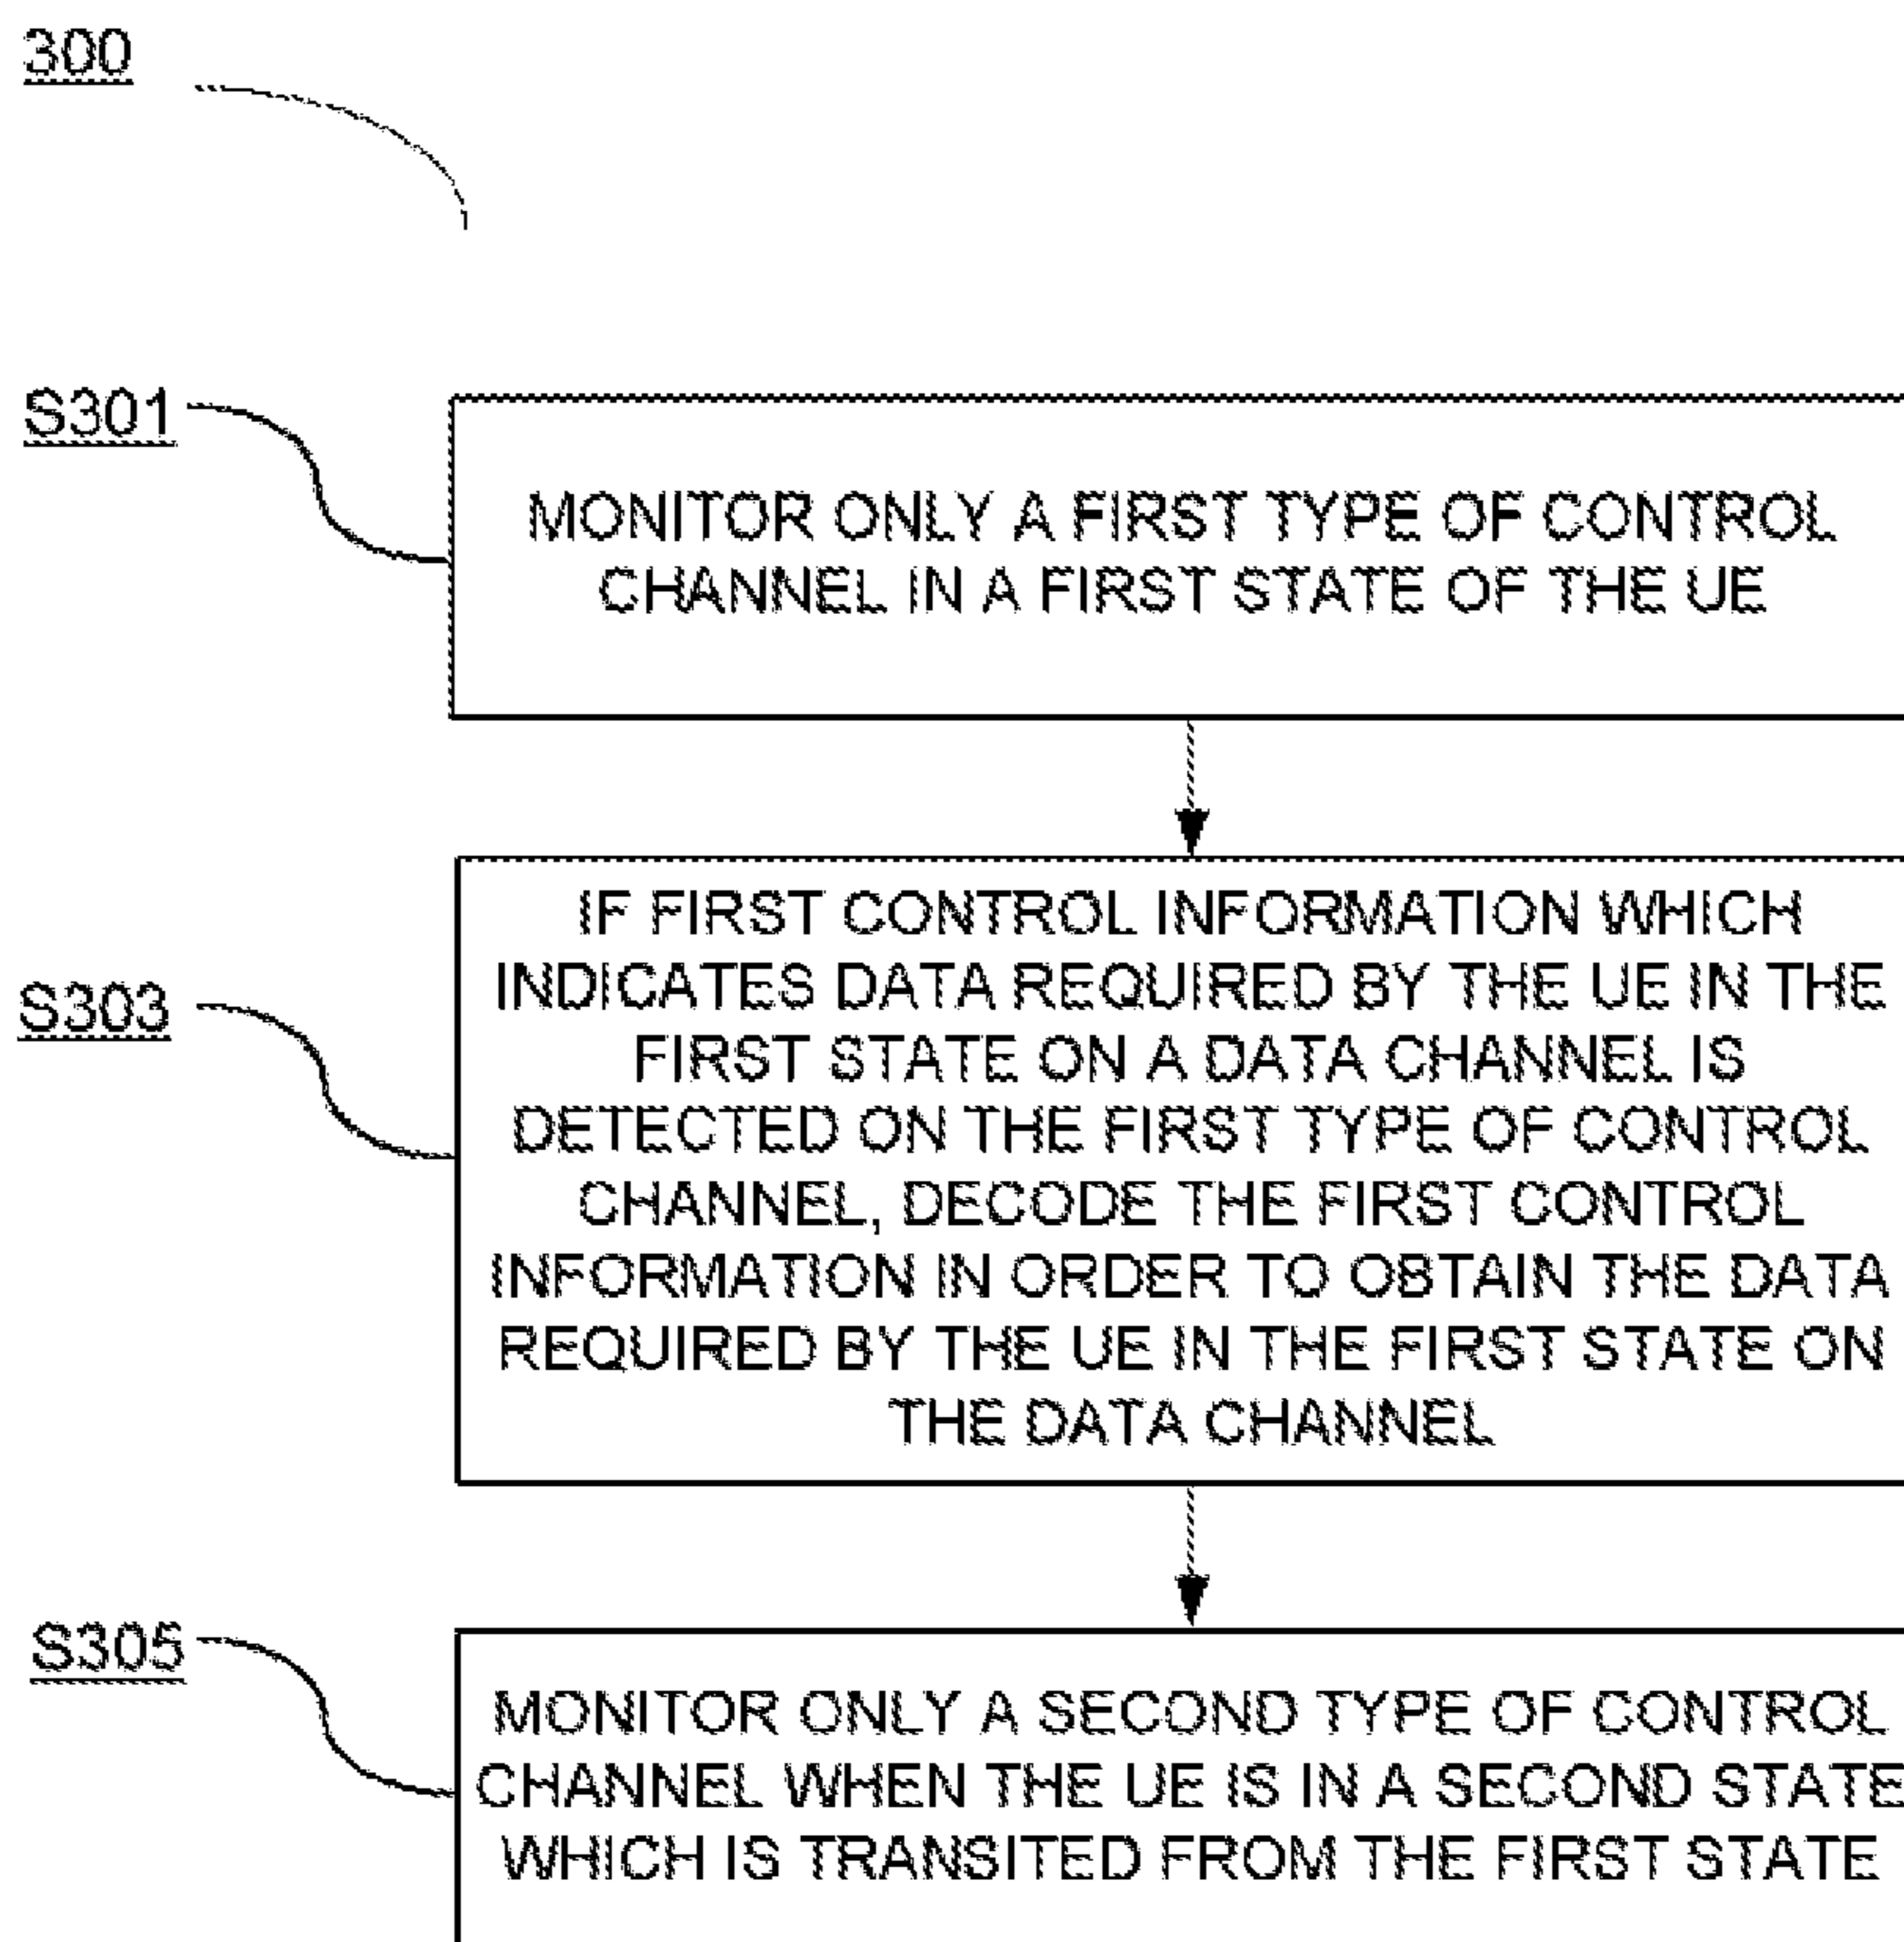 300
S301
MONITOR ONLY A FIRST TYPE OF CONTROL
CHANNEL IN A FIRST STATE OF THE UE
S303
IF FIRST CONTROL INFORMATION WHICH
INDICATES DATA REQUIRED BY THE UE IN THE
FIRST STATE ON A DATA CHANNEL IS
DETECTED ON THE FIRST TYPE OF CONTROL
CHANNEL, DECODE THE FIRST CONTROL
INFORMATION IN ORDER TO OBTAIN THE DATA
REQUIRED BY THE UE IN THE FIRST STATE ON
THE DATA CHANNEL
S305
MONITOR ONLY A SECOND TYPE OF CONTROL
CHANNEL WHEN THE UE IS IN A SECOND STATE
WHICH IS TRANSITED FROM THE FIRST STATE